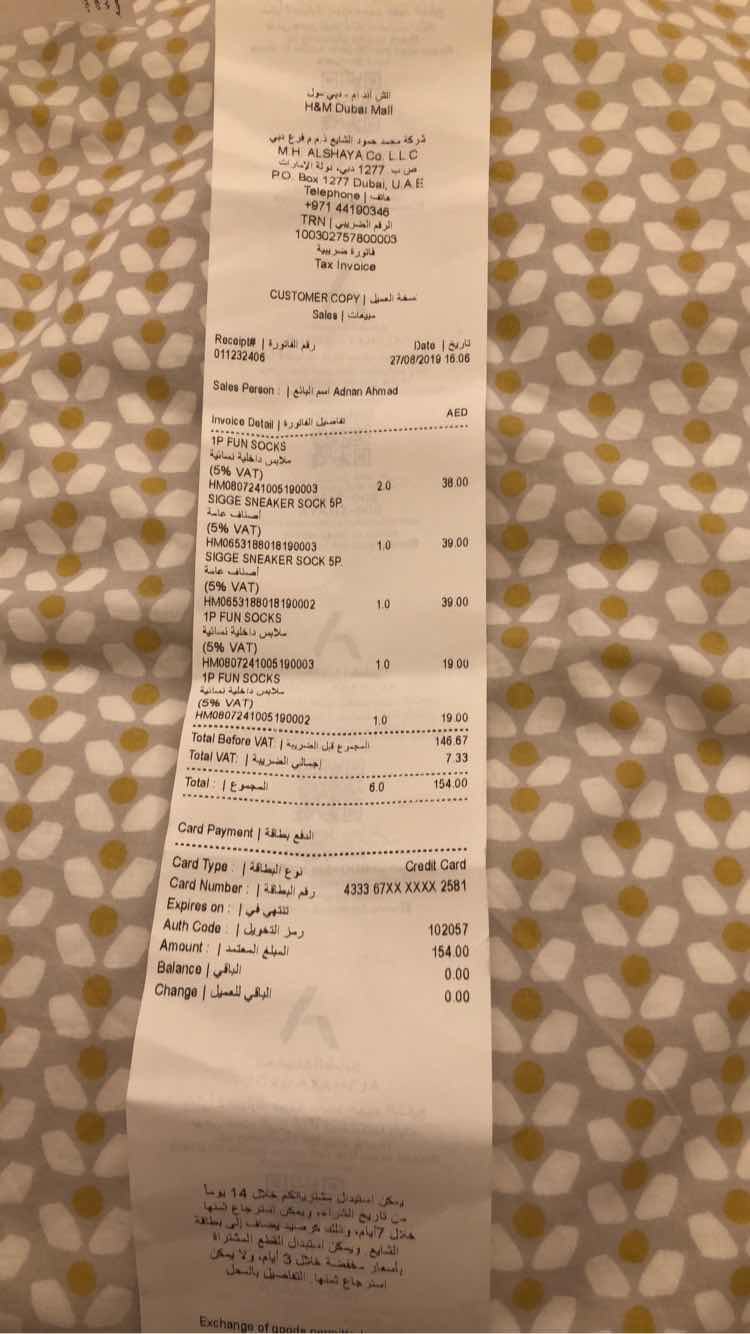 اتش اند ام - دبي مول
H&M Dubai Mall
شركة محمد حمود الشايع ذ.م.م فرع دبي
M.H. ALSHAYA Co. L.L.C
ص.ب. 1277 دبي، دولة الامارات
P.O. Box 1277 Dubai, U.A.E
Telephone | هاتف
+971 44190346
TRN | الرقم الضريبي
100302757800003
فاتورة ضريبية
Tax Invoice
CUSTOMER COPY | نسخة العميل
Sales | مبيعات
Receipt# | رقم الفاتورة Date | تاريخ
011232406 27/08/2019 16:06
Sales Person : | اسم البائع Adnan Ahmad
Invoice Detail | تفاصيل الفاتورة AED
1P FUN SOCKS
ملابس داخلية نسائية
(5% VAT)
HM0807241005190003 2.0 38.00
SIGGE SNEAKER SOCK 5P.
أصناف عامة
(5% VAT)
HM0653188018190003 1.0 39.00
SIGGE SNEAKER SOCK 5P.
أصناف عامة
(5% VAT)
HM0653188018190002 1.0 39.00
1P FUN SOCKS
ملابس داخلية نسائية
(5% VAT)
HM0807241005190003 1.0 19.00
1P FUN SOCKS
ملابس داخلية نسائية
(5% VAT)
HM0807241005190002 1.0 19.00
Total Before VAT: | المجموع قبل الضريبة 146.67
Total VAT: | إجمالي الضريبة 7.33
Total : | المجموع 6.0 154.00
Card Payment | الدفع بطاقة
Card Type : | نوع البطاقة Credit Card
Card Number : | رقم البطاقة 4333 67XX XXXX 2581
Expires on : | تنتهي في
Auth Code : | رمز التخويل 102057
Amount : | المبلغ المعتمد 154.00
Balance | الباقي 0.00
Change | الباقي للعميل 0.00
يمكن استبدال مشترياتكم خلال 14 يوماً
من تاريخ الشراء، ويمكن استرجاع ثمنها
خلال 7أيام، وذلك كرصيد يضاف إلى بطاقة
الشايع. ويمكن استبدال القطع المشتراة
بأسعار مخفضة خلال 3 أيام، ولا يمكن
استرجاع ثمنها. التفاصيل بالمحل
Exchange of goods